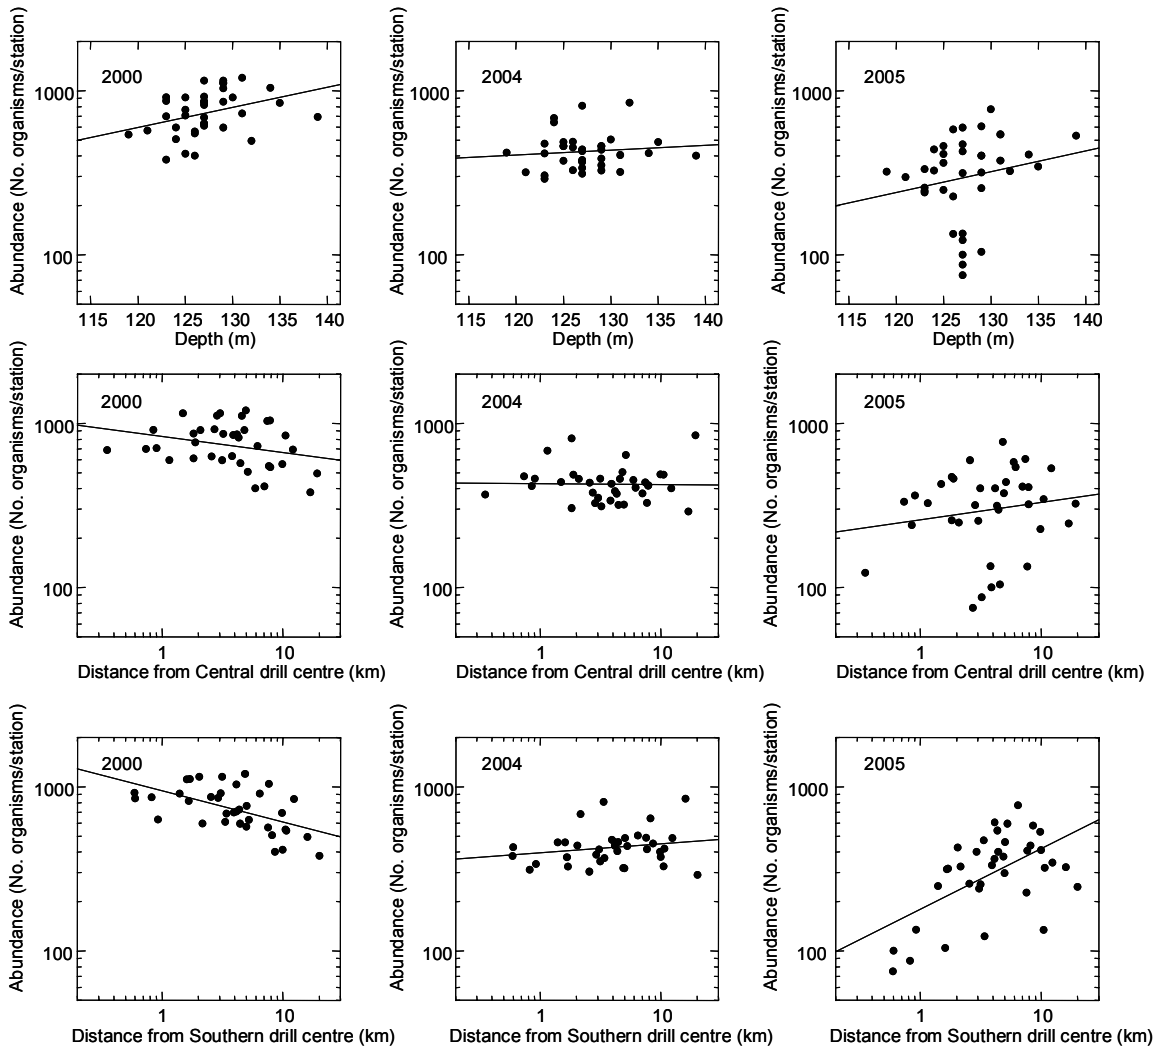 Abundance (No. organisms/station)
2000
1000
100
115 120 125 130 135 140
Depth (m)
Abundance (No. organisms/station)
2004
1000
100
115 120 125 130 135 140
Depth (m)
Abundance (No. organisms/station)
2005
1000
100
115 120 125 130 135 140
Depth (m)
Abundance (No. organisms/station)
2000
1000
100
1 10
Distance from Central drill centre (km)
Abundance (No. organisms/station)
2004
1000
100
1 10
Distance from Central drill centre (km)
Abundance (No. organisms/station)
2005
1000
100
1 10
Distance from Central drill centre (km)
Abundance (No. organisms/station)
2000
1000
100
1 10
Distance from Southern drill centre (km)
Abundance (No. organisms/station)
2004
1000
100
1 10
Distance from Southern drill centre (km)
Abundance (No. organisms/station)
2005
1000
100
1 10
Distance from Southern drill centre (km)